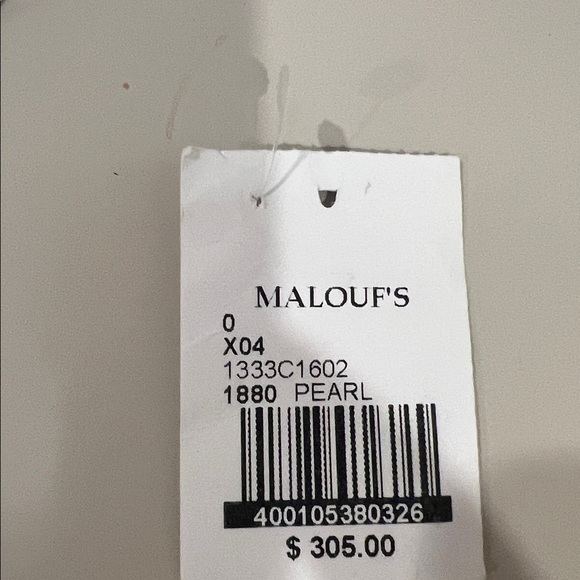 MALOUF'S
0
X04
1333C1602
1880 PEARL
400105380326
$ 305.00